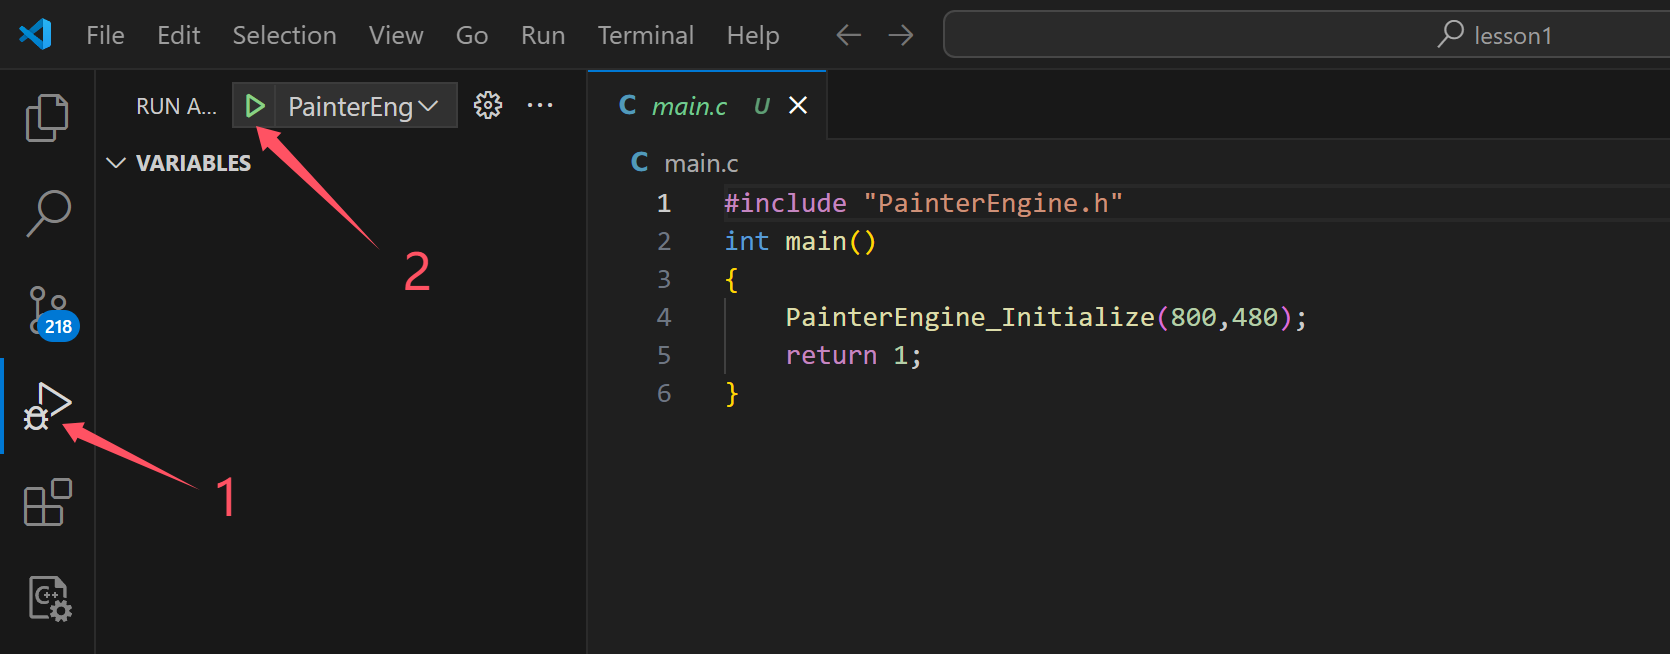 File Edit Selection View Go Run Terminal Help lesson1
RUN A... PainterEng
VARIABLES
218
C++
1
2
C main.c U
C main.c
1 #include "PainterEngine.h"
2 int main()
3 {
4 PainterEngine_Initialize(800,480);
5 return 1;
6 }